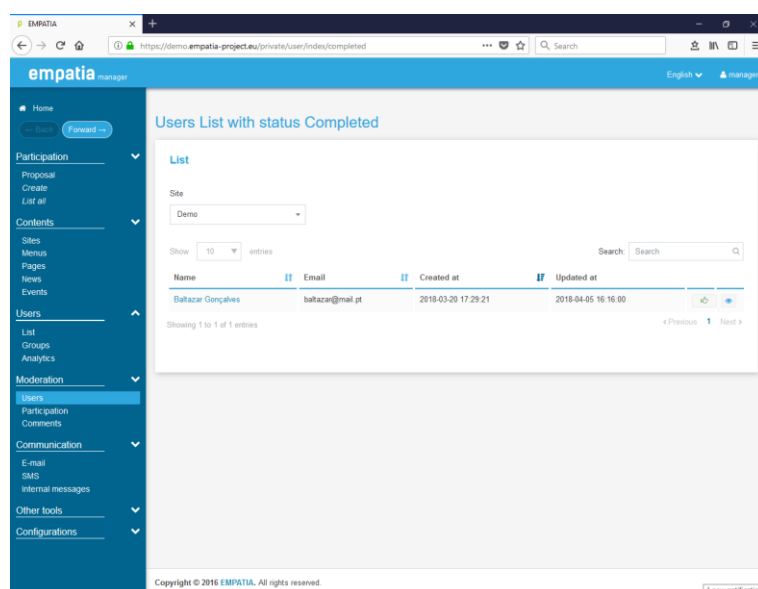 EMPATIA
https://demo.empatia-project.eu/private/user/index/completed
Search
empatia manager
English
manager
Home
← Back Forward →
Users List with status Completed
Participation
Proposal
Create
List all
Contents
Sites
Menus
Pages
News
Events
Users
List
Groups
Analytics
Moderation
Users
Participation
Comments
Communication
E-mail
SMS
Internal messages
Other tools
Configurations
List
Site
Demo
Show 10 entries
Search: Search
Name Email Created at Updated at
Baltazar Gonçalves baltazar@mail.pt 2018-03-20 17:29:21 2018-04-05 16:16:00
Showing 1 to 1 of 1 entries
Previous 1 Next
Copyright © 2016 EMPATIA. All rights reserved.